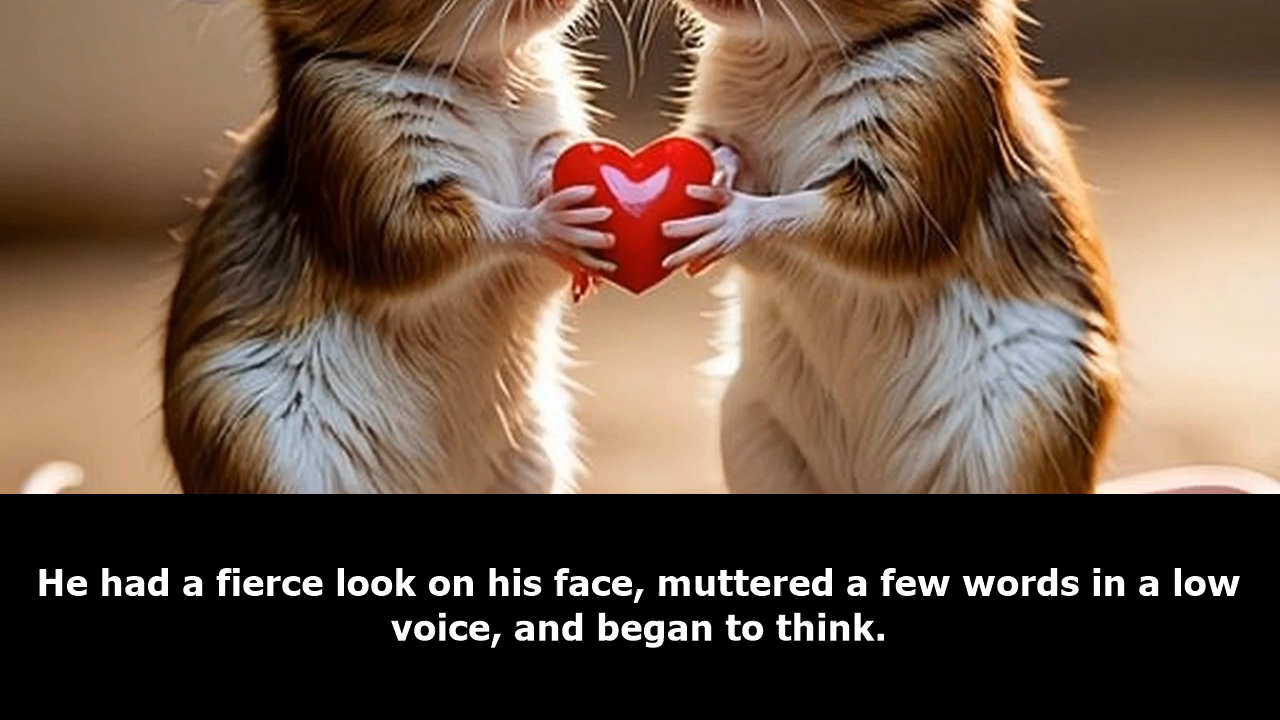 He had a fierce look on his face, muttered a few words in a low
voice, and began to think.